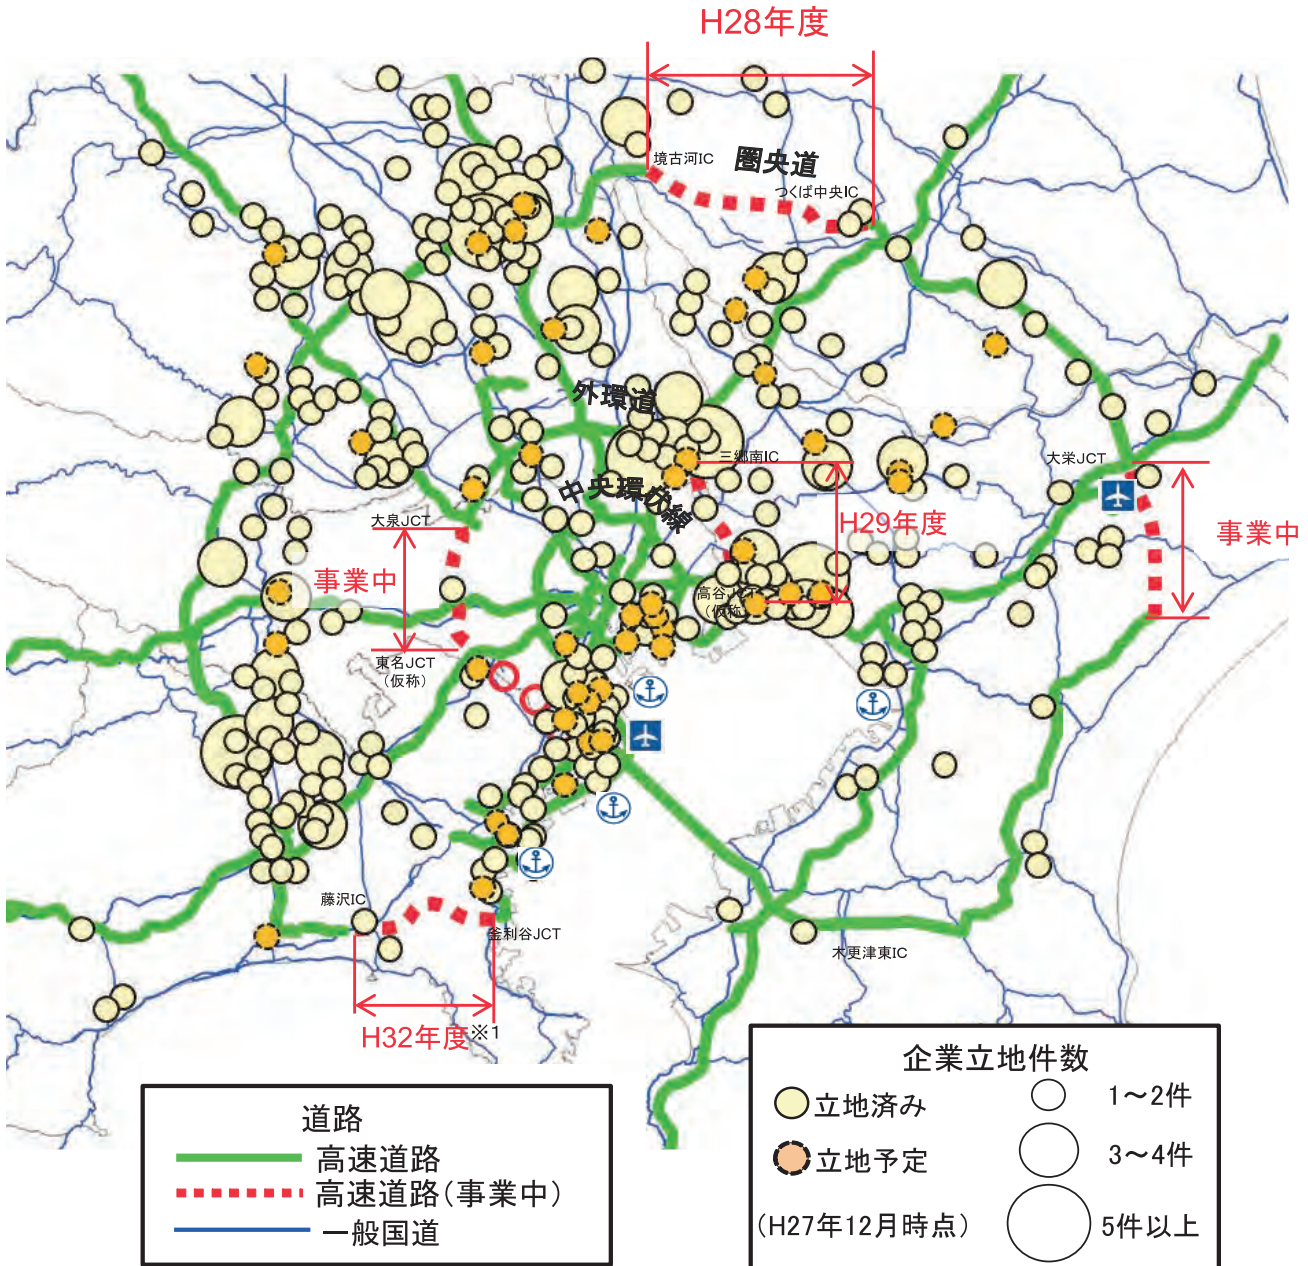 H28年度
境古河IC
圏央道
つくば中央IC
外環道
三郷南IC
大栄JCT
中央環状線
大泉JCT
H29年度
事業中
事業中
高谷JCT
(仮称)
東名JCT
(仮称)
藤沢IC
釜利谷JCT
木更津東IC
H32年度※1
道路
高速道路
高速道路(事業中)
一般国道
企業立地件数
立地済み
1～2件
立地予定
3～4件
(H27年12月時点)
5件以上